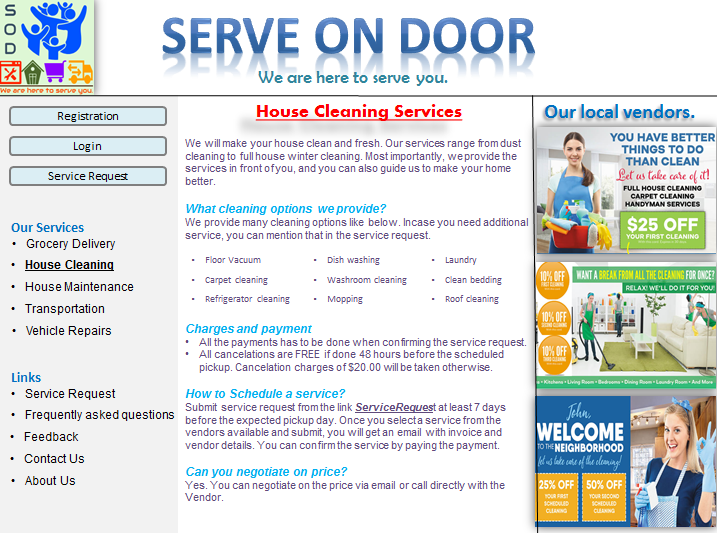 S
O
D
We are here to serve you.
SERVE ON DOOR
We are here to serve you.
Registration
Login
Service Request
Our Services
• Grocery Delivery
• House Cleaning
• House Maintenance
• Transportation
• Vehicle Repairs
Links
• Service Request
• Frequently asked questions
• Feedback
• Contact Us
• About Us
House Cleaning Services
We will make your house clean and fresh. Our services range from dust
cleaning to full house winter cleaning. Most importantly, we provide the
services in front of you, and you can also guide us to make your home
better.
What cleaning options we provide?
We provide many cleaning options like below. Incase you need additional
service, you can mention that in the service request.
• Floor Vacuum • Dish washing • Laundry
• Carpet cleaning • Washroom cleaning • Clean bedding
• Refrigerator cleaning • Mopping • Roof cleaning
Charges and payment
• All the payments has to be done when confirming the service request.
• All cancelations are FREE if done 48 hours before the scheduled
pickup. Cancelation charges of $20.00 will be taken otherwise.
How to Schedule a service?
Submit service request from the link ServiceRequest at least 7 days
before the expected pickup day. Once you select a service from the
vendors available and submit, you will get an email with invoice and
vendor details. You can confirm the service by paying the payment.
Can you negotiate on price?
Yes. You can negotiate on the price via email or call directly with the
Vendor.
Our local vendors.
YOU HAVE BETTER
THINGS TO DO
THAN CLEAN
Let us take care of it!
FULL HOUSE CLEANING
CARPET CLEANING
HANDYMAN SERVICES
$25 OFF
YOUR FIRST CLEANING
WANT A BREAK FROM ALL THE CLEANING FOR ONCE?
RELAX! WE'LL DO IT FOR YOU!
10% OFF
FIRST CLEANING
10% OFF
SECOND CLEANING
10% OFF
THIRD CLEANING
• Kitchens • Living Room • Bedrooms • Dining Room • Laundry Room • And More
John,
WELCOME
TO THE NEIGHBORHOOD
let us take care of the cleaning!
25% OFF
YOUR FIRST
SCHEDULED
CLEANING
50% OFF
YOUR SECOND
SCHEDULED
CLEANING